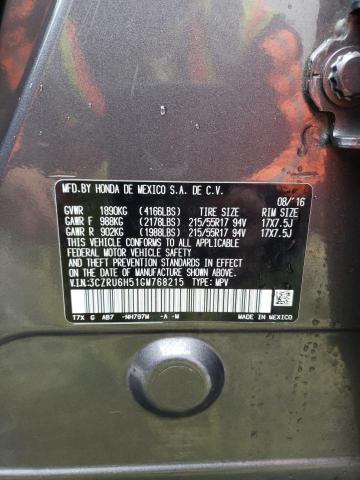 MFD.BY HONDA DE MEXICO S.A. DE C.V.
08/'16
GVWR 1890KG (4166LBS) TIRE SIZE RIM SIZE
GAWR F 988KG (2178LBS) 215/55R17 94V 17X7.5J
GAWR R 902KG (1988LBS) 215/55R17 94V 17X7.5J
THIS VEHICLE CONFORMS TO ALL APPLICABLE
FEDERAL MOTOR VEHICLE SAFETY, BUMPER,
AND THEFT PREVENTION STANDARDS IN EFFECT
ON THE DATE OF MANUFACTURE SHOWN ABOVE.
V.I.N:3CZRU6H51GM768215 TYPE: MPV
T7X G AB7 -NH797M -A -M
MADE IN
MEXICO